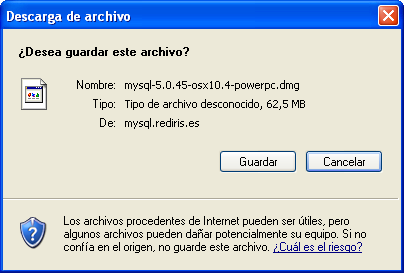 Descarga de archivo
¿Desea guardar este archivo?
Nombre: mysql-5.0.45-osx10.4-powerpc.dmg
Tipo: Tipo de archivo desconocido, 62,5 MB
De: mysql.rediris.es
Guardar Cancelar
Los archivos procedentes de Internet pueden ser útiles, pero
algunos archivos pueden dañar potencialmente su equipo. Si no
confía en el origen, no guarde este archivo. ¿Cuál es el riesgo?